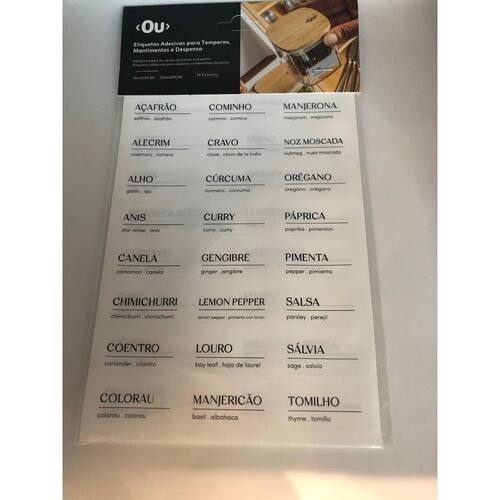 ‹Ou›
Etiquetas Adesivas para Temperos,
Mantimentos e Despensa
AÇAFRÃO
saffron . azafrán
COMINHO
cummin . comino
MANJERONA
marjoram . mejorana
ALECRIM
rosemary . romero
CRAVO
clove . clavo de la india
NOZ MOSCADA
nutmeg . nuez moscada
ALHO
garlic . ajo
CÚRCUMA
turmeric . cúrcuma
ORÉGANO
oregano . orégano
ANIS
star anise . anís
CURRY
curry . curry
PÁPRICA
paprika . pimenton
CANELA
cinnamon . canela
GENGIBRE
ginger . jengibre
PIMENTA
pepper . pimienta
CHIMICHURRI
chimichurri . chimichurri
LEMON PEPPER
lemon pepper . pimienta con limón
SALSA
parsley . perejil
COENTRO
coriander . cilantro
LOURO
bay leaf . hoja de laurel
SÁLVIA
sage . salvia
COLORAU
colorau . colorau
MANJERICÃO
basil . albahaca
TOMILHO
thyme . tomillo